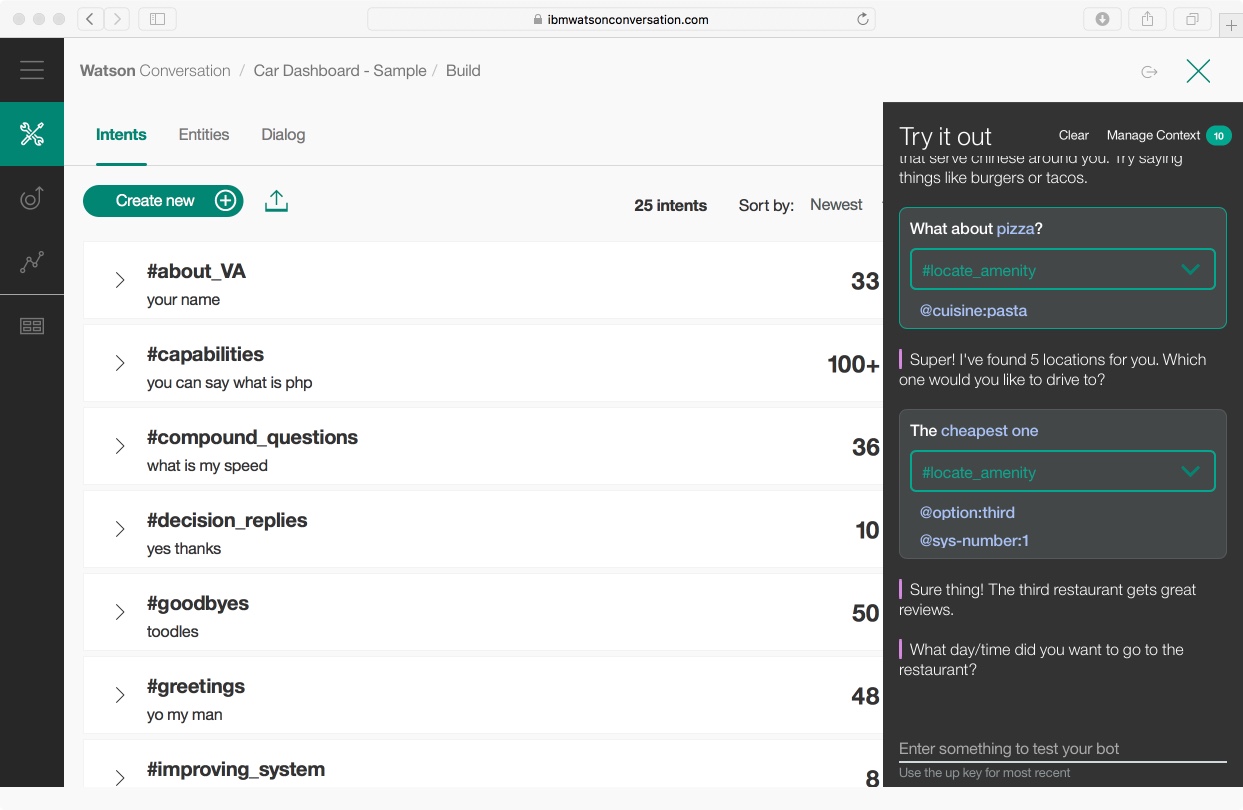 ibmwatsonconversation.com
Watson Conversation / Car Dashboard - Sample / Build
Intents Entities Dialog
Create new
25 intents Sort by: Newest
#about_VA
your name
33
#capabilities
you can say what is php
100+
#compound_questions
what is my speed
36
#decision_replies
yes thanks
10
#goodbyes
toodles
50
#greetings
yo my man
48
#improving_system
8
Try it out Clear Manage Context 10
that serve chinese around you. Try saying
things like burgers or tacos.
What about pizza?
#locate_amenity
@cuisine:pasta
Super! I've found 5 locations for you. Which
one would you like to drive to?
The cheapest one
#locate_amenity
@option:third
@sys-number:1
Sure thing! The third restaurant gets great
reviews.
What day/time did you want to go to the
restaurant?
Enter something to test your bot
Use the up key for most recent